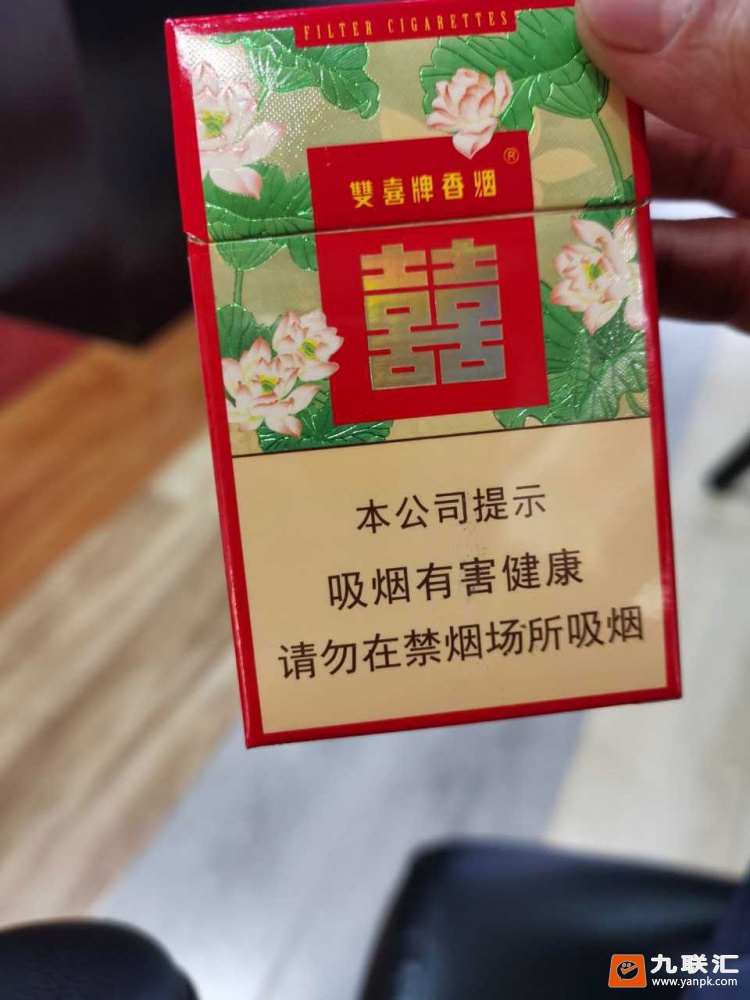 FILTER CIGARETTES
雙喜牌香烟
®
囍
本公司提示
吸烟有害健康
请勿在禁烟场所吸烟
九联汇
www.yanpk.com